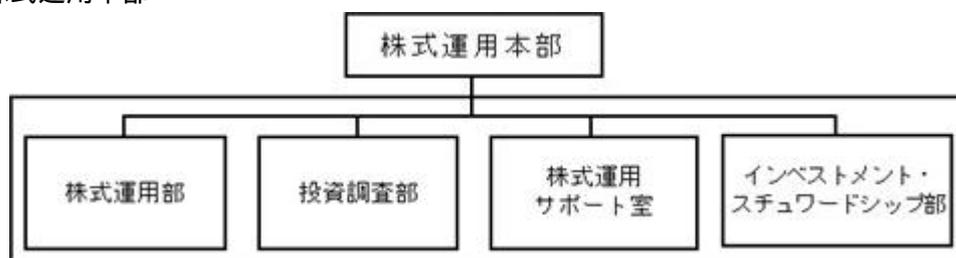 株式運用本部
株式運用部
投資調査部
株式運用
サポート室
インベストメント・
スチュワードシップ部